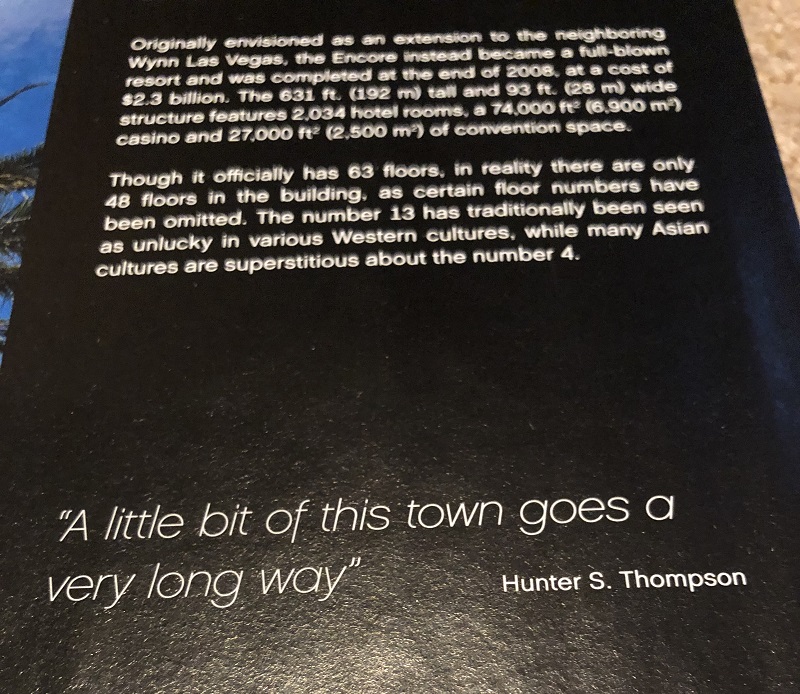 Originally envisioned as an extension to the neighboring
Wynn Las Vegas, the Encore instead became a full-blown
resort and was completed at the end of 2008, at a cost of
$2.3 billion. The 631 ft. (192 m) tall and 93 ft. (28 m) wide
structure features 2,034 hotel rooms, a 74,000 ft² (6,900 m²)
casino and 27,000 ft² (2,500 m²) of convention space.
Though it officially has 63 floors, in reality there are only
48 floors in the building, as certain floor numbers have
been omitted. The number 13 has traditionally been seen
as unlucky in various Western cultures, while many Asian
cultures are superstitious about the number 4.
“A little bit of this town goes a
very long way”
Hunter S. Thompson